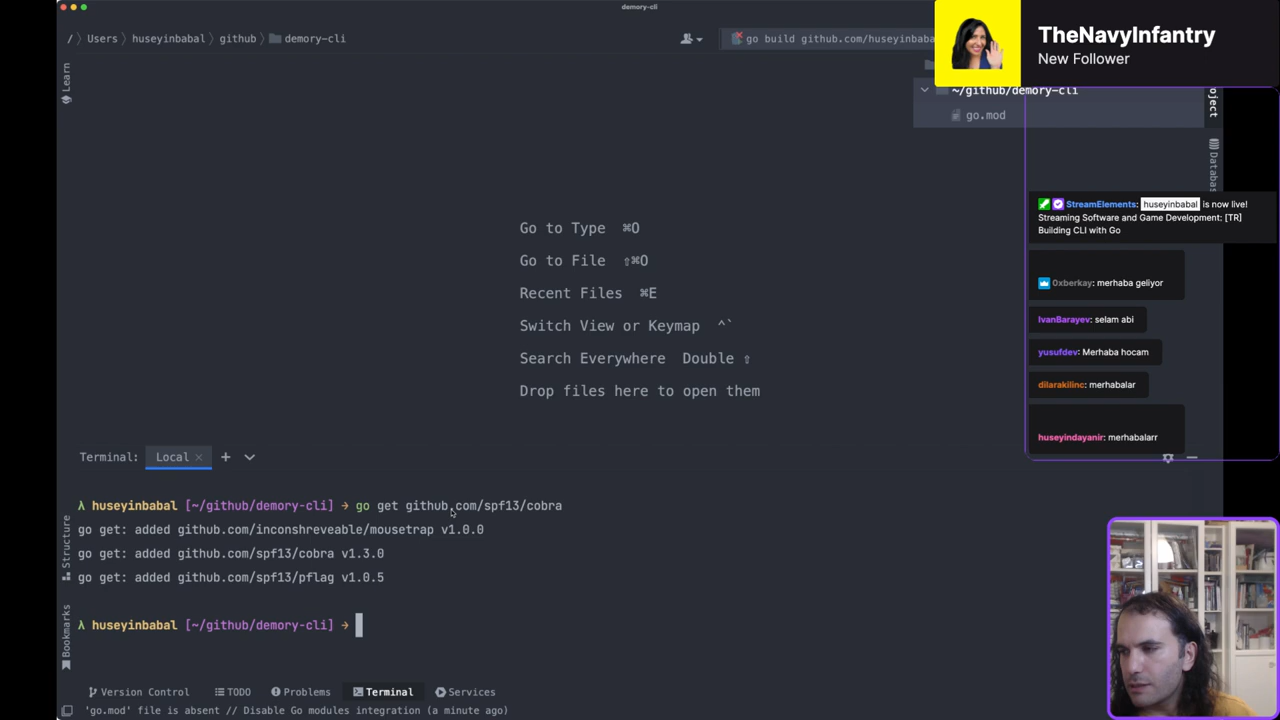 demory-cli
/ Users huseyinbabal github demory-cli
go build github.com/huseyinbaba
TheNavyInfantry
New Follower
Learn
~/github/demory-cli
go.mod
oject
Databas
StreamElements: huseyinbabal is now live!
Streaming Software and Game Development: [TR]
Building CLI with Go
0xberkay: merhaba geliyor
IvanBarayev: selam abi
yusufdev: Merhaba hocam
dilarakilinc: merhabalar
huseyindayanir: merhabalarr
Go to Type ⌘O
Go to File ⇧⌘O
Recent Files ⌘E
Switch View or Keymap ^`
Search Everywhere Double ⇧
Drop files here to open them
Terminal: Local × +
λ huseyinbabal [~/github/demory-cli] → go get github.com/spf13/cobra
go get: added github.com/inconshreveable/mousetrap v1.0.0
go get: added github.com/spf13/cobra v1.3.0
go get: added github.com/spf13/pflag v1.0.5
λ huseyinbabal [~/github/demory-cli] →
Structure
Bookmarks
Version Control TODO Problems Terminal Services
'go.mod' file is absent // Disable Go modules integration (a minute ago)